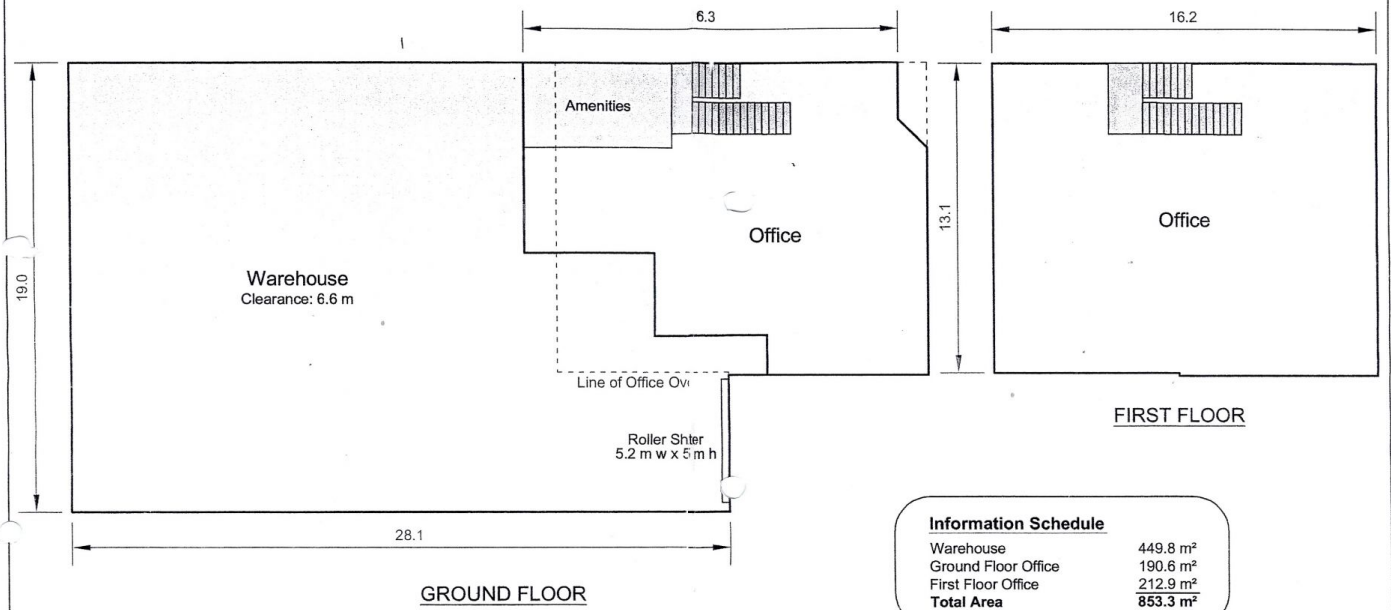 6.3
16.2
Amenities
Office
Office
13.1
19.0
Warehouse
Clearance: 6.6 m
Line of Office Ove
Roller Shter
5.2 m w x 5 m h
28.1
GROUND FLOOR
FIRST FLOOR
Information Schedule
Warehouse 449.8 m²
Ground Floor Office 190.6 m²
First Floor Office 212.9 m²
Total Area 853.3 m²